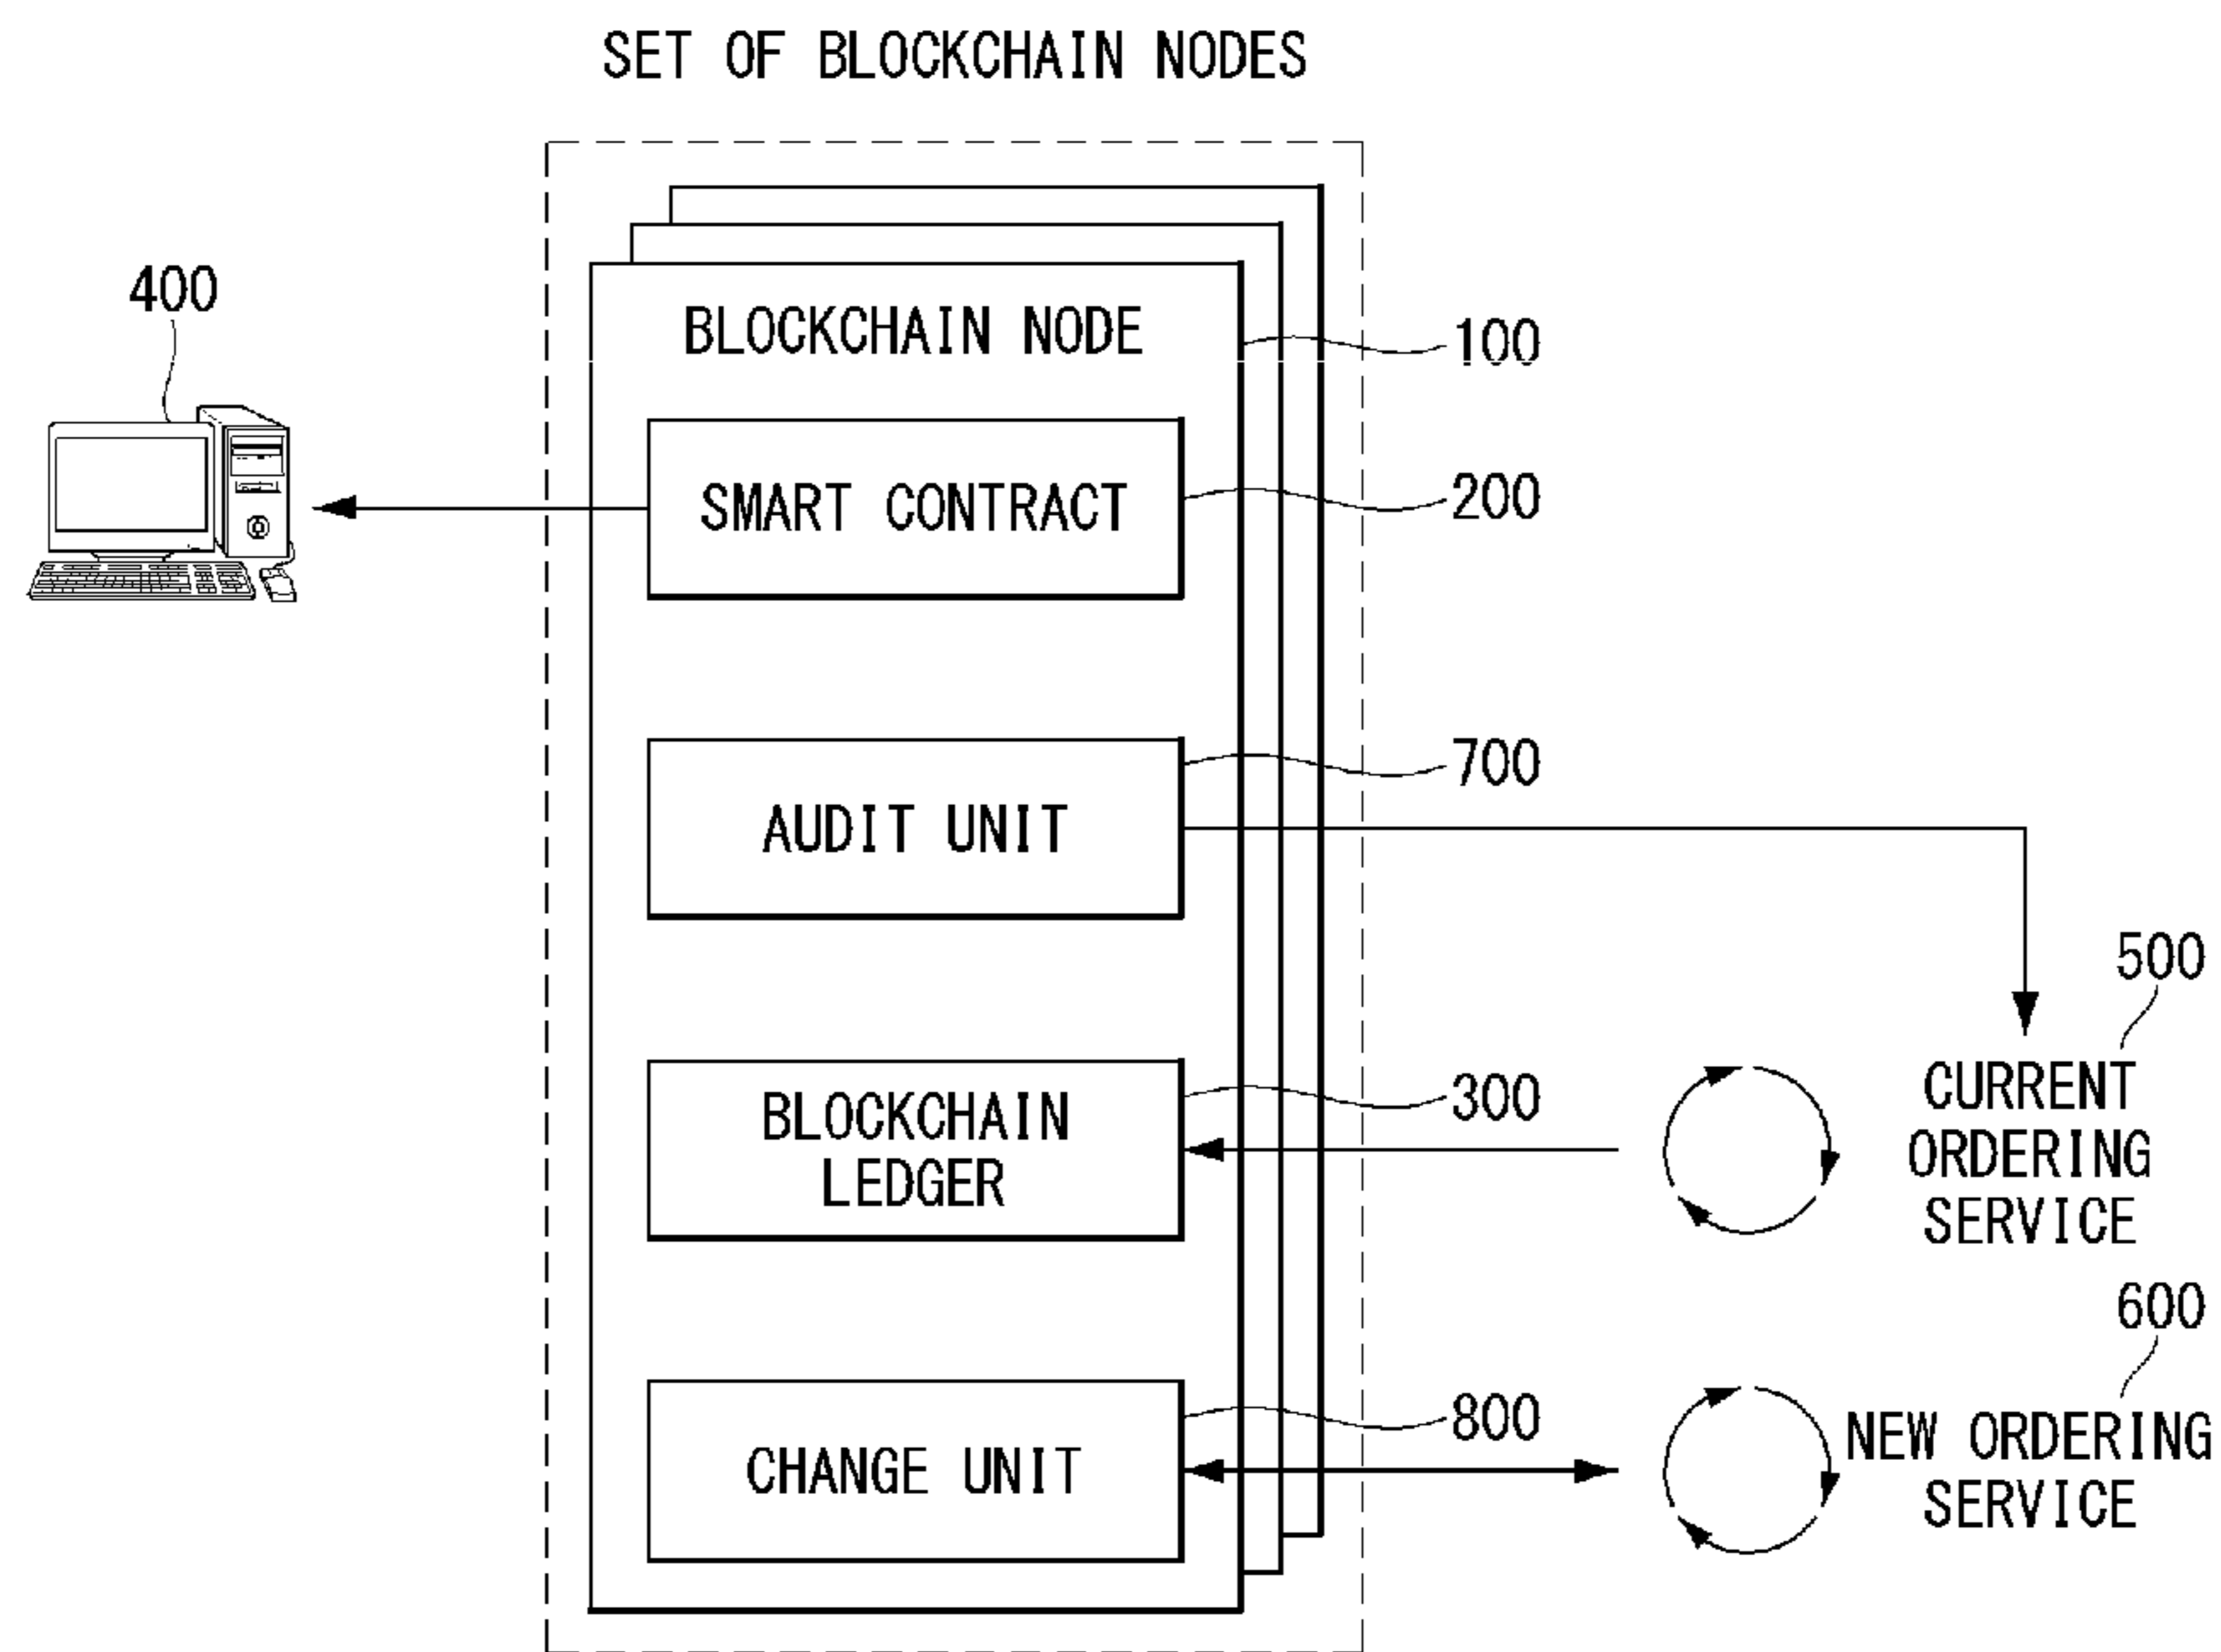 SET OF BLOCKCHAIN NODES
400
BLOCKCHAIN NODE
100
SMART CONTRACT
200
700
AUDIT UNIT
500
300
BLOCKCHAIN
LEDGER
CURRENT
ORDERING
SERVICE
600
800
CHANGE UNIT
NEW ORDERING
SERVICE